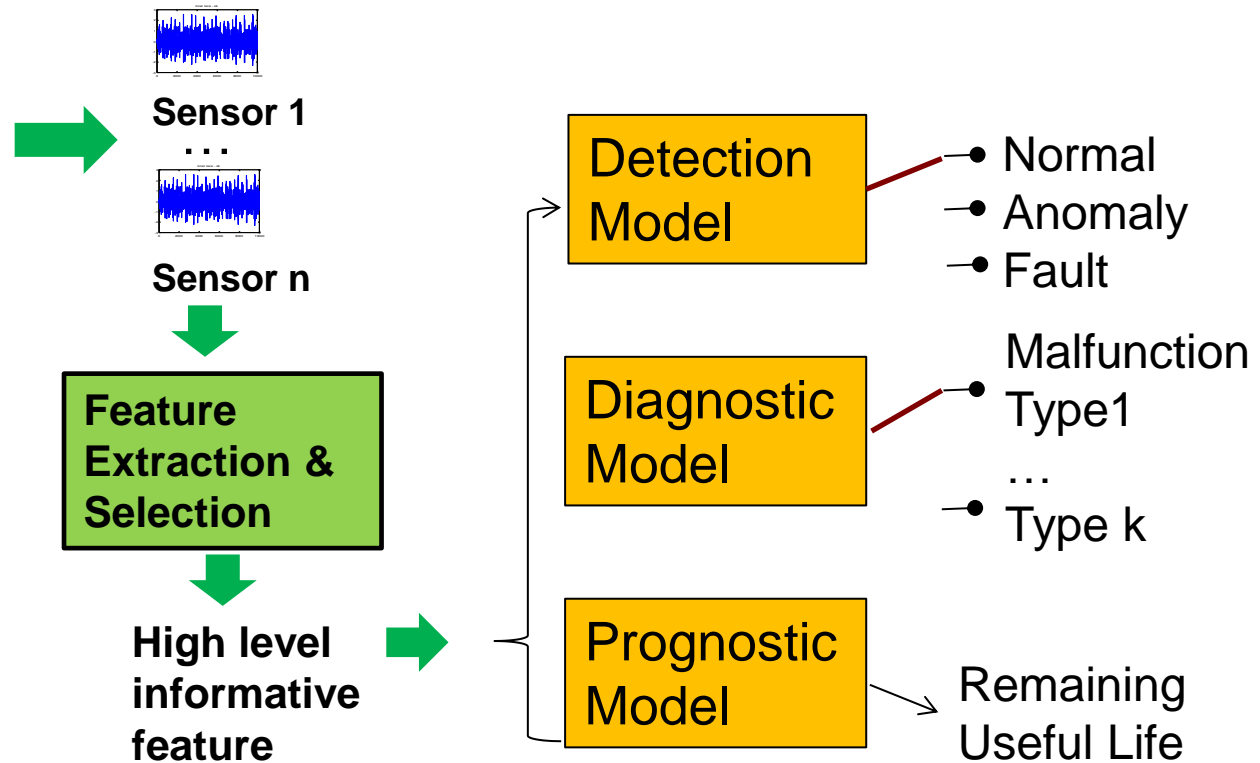 Sensor 1
...
Sensor n
Feature
Extraction &
Selection
High level
informative
feature
Detection
Model
Normal
Anomaly
Fault
Diagnostic
Model
Malfunction
Type1
...
Type k
Prognostic
Model
Remaining
Useful Life